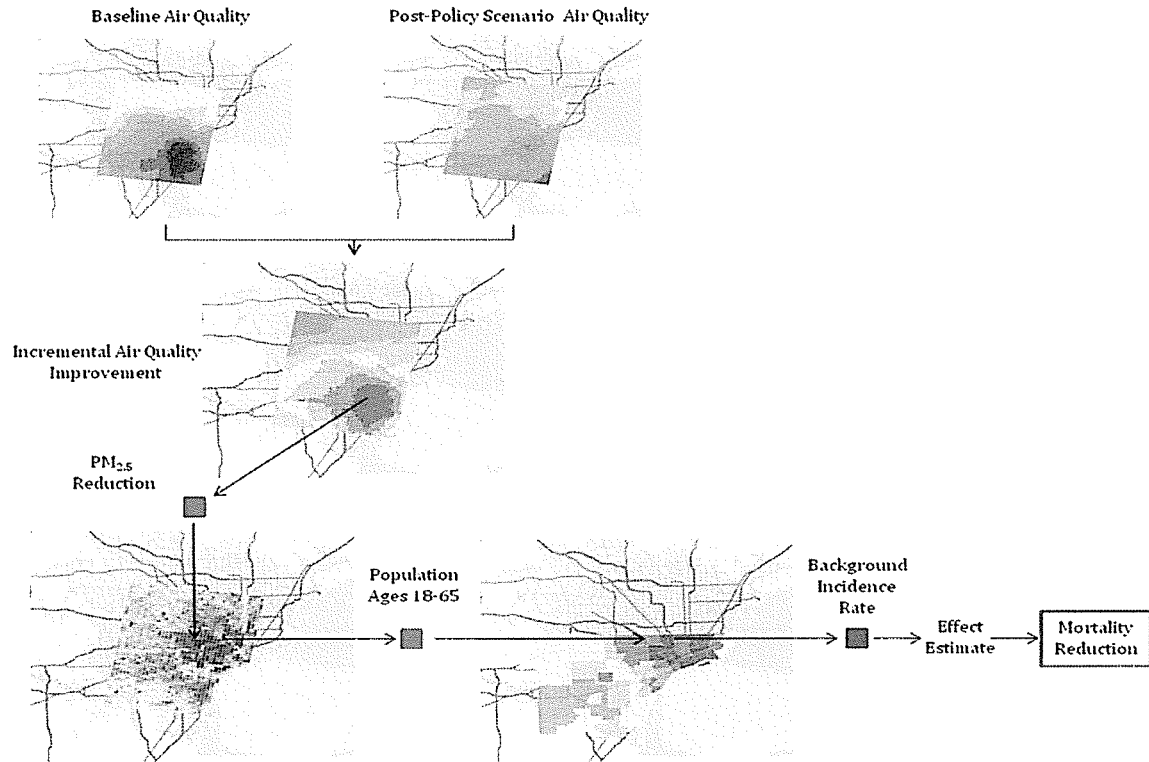 Baseline Air Quality
Post-Policy Scenario Air Quality
Incremental Air Quality
Improvement
PM₂.₅
Reduction
Population
Ages 18-65
Background
Incidence
Rate
Effect
Estimate
Mortality
Reduction